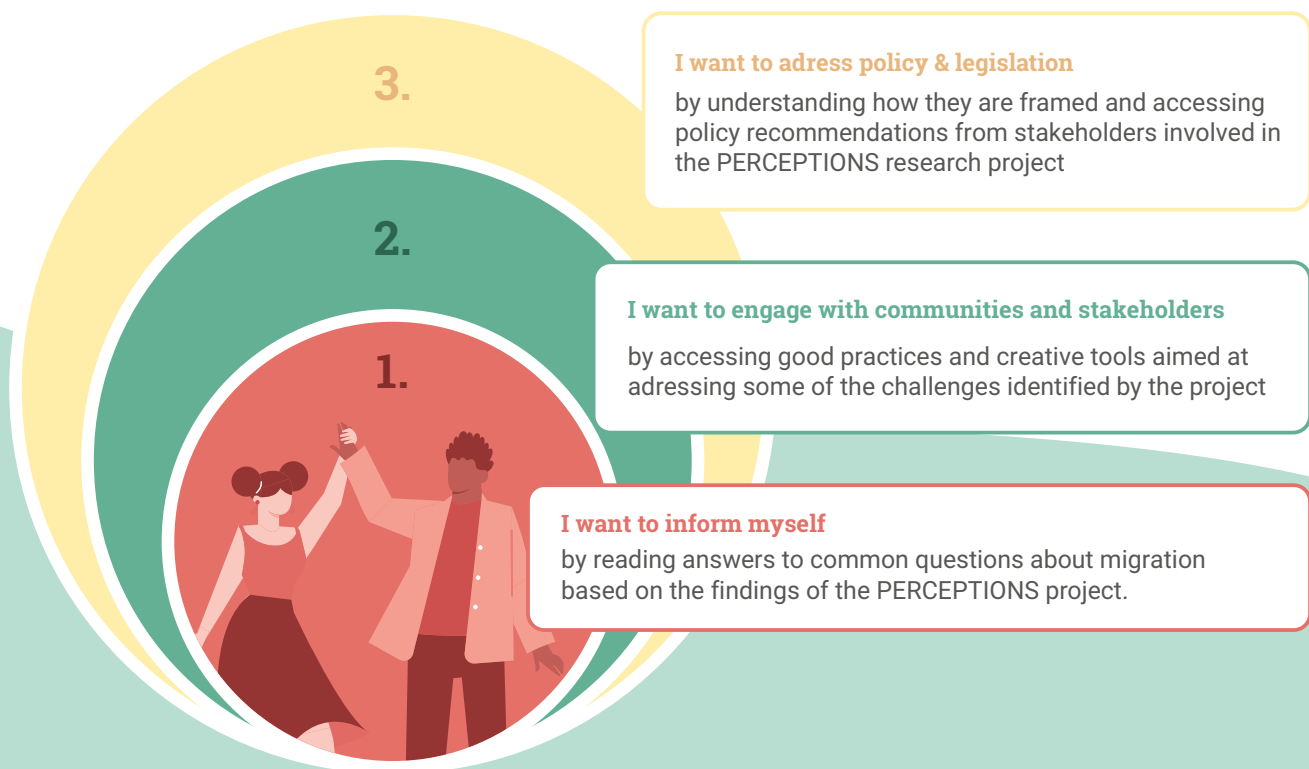 3.
I want to adress policy & legislation
by understanding how they are framed and accessing
policy recommendations from stakeholders involved in
the PERCEPTIONS research project
2.
I want to engage with communities and stakeholders
by accessing good practices and creative tools aimed at
adressing some of the challenges identified by the project
1.
I want to inform myself
by reading answers to common questions about migration
based on the findings of the PERCEPTIONS project.